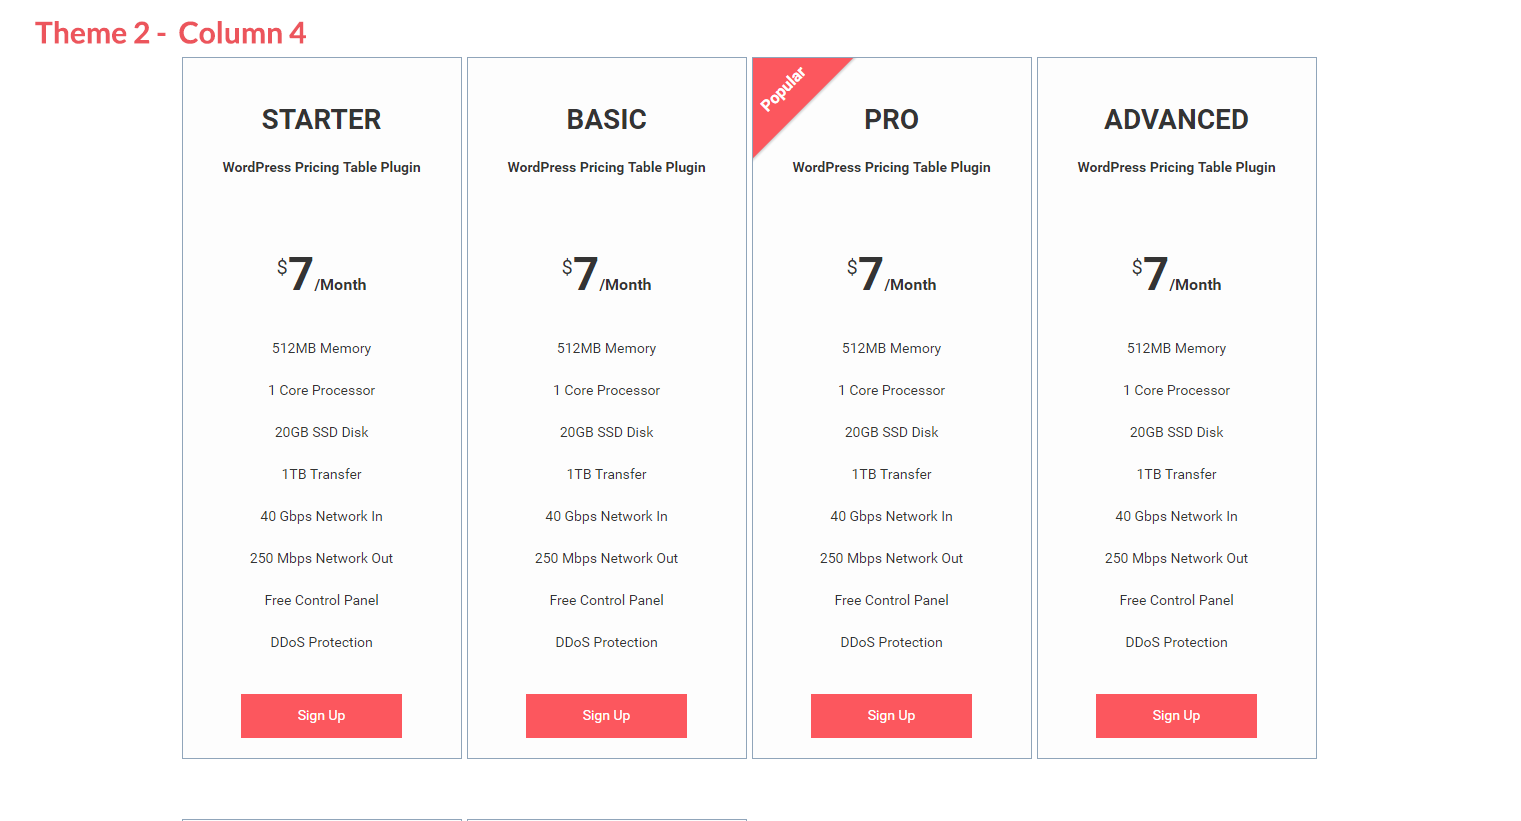 Theme 2 - Column 4
STARTER
WordPress Pricing Table Plugin
$7/Month
512MB Memory
1 Core Processor
20GB SSD Disk
1TB Transfer
40 Gbps Network In
250 Mbps Network Out
Free Control Panel
DDoS Protection
Sign Up
BASIC
WordPress Pricing Table Plugin
$7/Month
512MB Memory
1 Core Processor
20GB SSD Disk
1TB Transfer
40 Gbps Network In
250 Mbps Network Out
Free Control Panel
DDoS Protection
Sign Up
Popular
PRO
WordPress Pricing Table Plugin
$7/Month
512MB Memory
1 Core Processor
20GB SSD Disk
1TB Transfer
40 Gbps Network In
250 Mbps Network Out
Free Control Panel
DDoS Protection
Sign Up
ADVANCED
WordPress Pricing Table Plugin
$7/Month
512MB Memory
1 Core Processor
20GB SSD Disk
1TB Transfer
40 Gbps Network In
250 Mbps Network Out
Free Control Panel
DDoS Protection
Sign Up